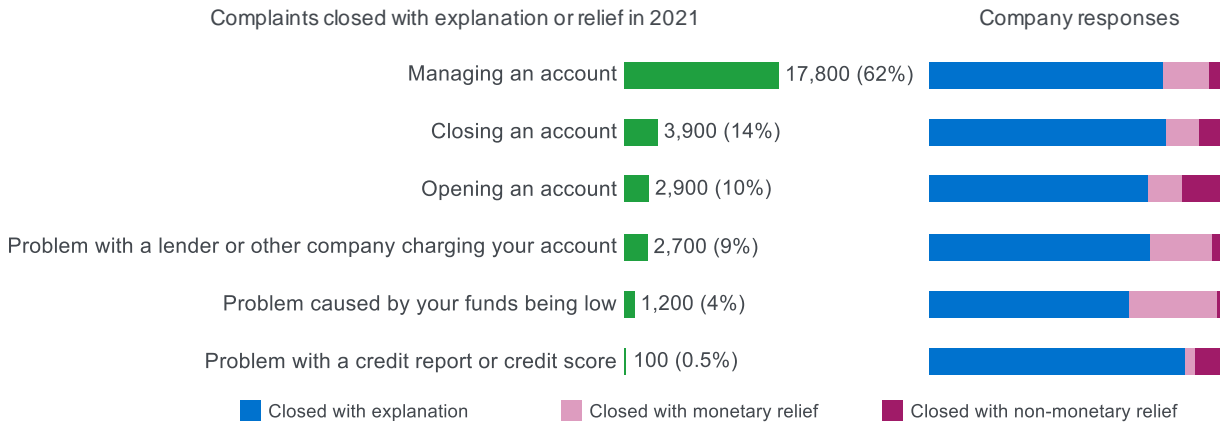 Complaints closed with explanation or relief in 2021
Company responses
Managing an account 17,800 (62%)
Closing an account 3,900 (14%)
Opening an account 2,900 (10%)
Problem with a lender or other company charging your account 2,700 (9%)
Problem caused by your funds being low 1,200 (4%)
Problem with a credit report or credit score 100 (0.5%)
Closed with explanation Closed with monetary relief Closed with non-monetary relief